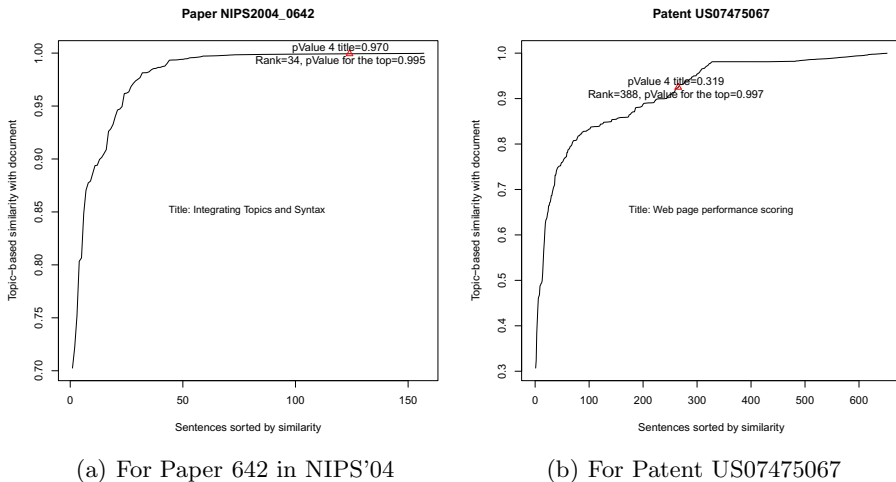 Paper NIPS2004_0642
pValue 4 title=0.970
Rank=34, pValue for the top=0.995
Title: Integrating Topics and Syntax
Topic−based similarity with document
1.00
0.95
0.90
0.85
0.80
0.75
0.70
0 50 100 150
Sentences sorted by similarity
(a) For Paper 642 in NIPS'04
Patent US07475067
pValue 4 title=0.319
Rank=388, pValue for the top=0.997
Title: Web page performance scoring
Topic−based similarity with document
1.0
0.9
0.8
0.7
0.6
0.5
0.4
0.3
0 100 200 300 400 500 600
Sentences sorted by similarity
(b) For Patent US07475067